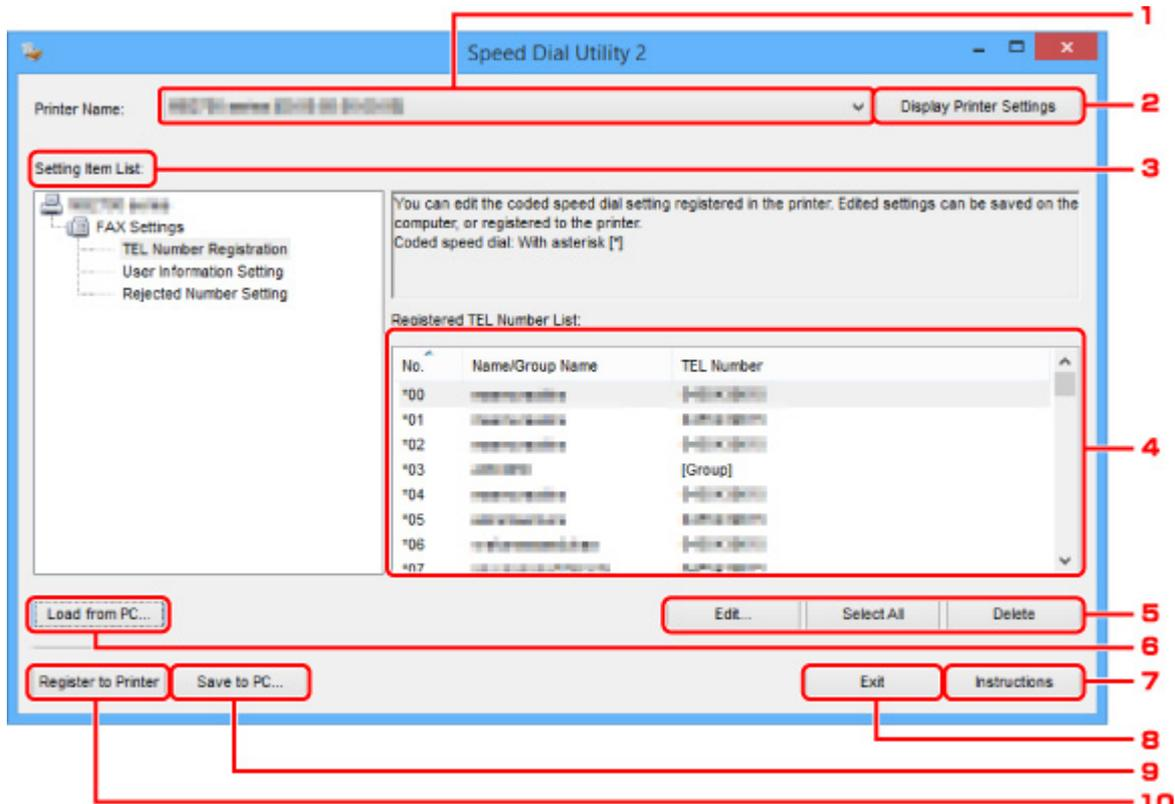 1
Speed Dial Utility 2
Printer Name:
Display Printer Settings
2
Setting Item List:
3
FAX Settings
TEL Number Registration
User Information Setting
Rejected Number Setting
You can edit the coded speed dial setting registered in the printer. Edited settings can be saved on the
computer, or registered to the printer.
Coded speed dial: With asterisk [*]
Registered TEL Number List:
No. Name/Group Name TEL Number
*00
*01
*02
*03 [Group]
*04
*05
*06
*07
4
Load from PC... Edit... Select All Delete
5
6
Register to Printer Save to PC... Exit Instructions
7
8
9
10